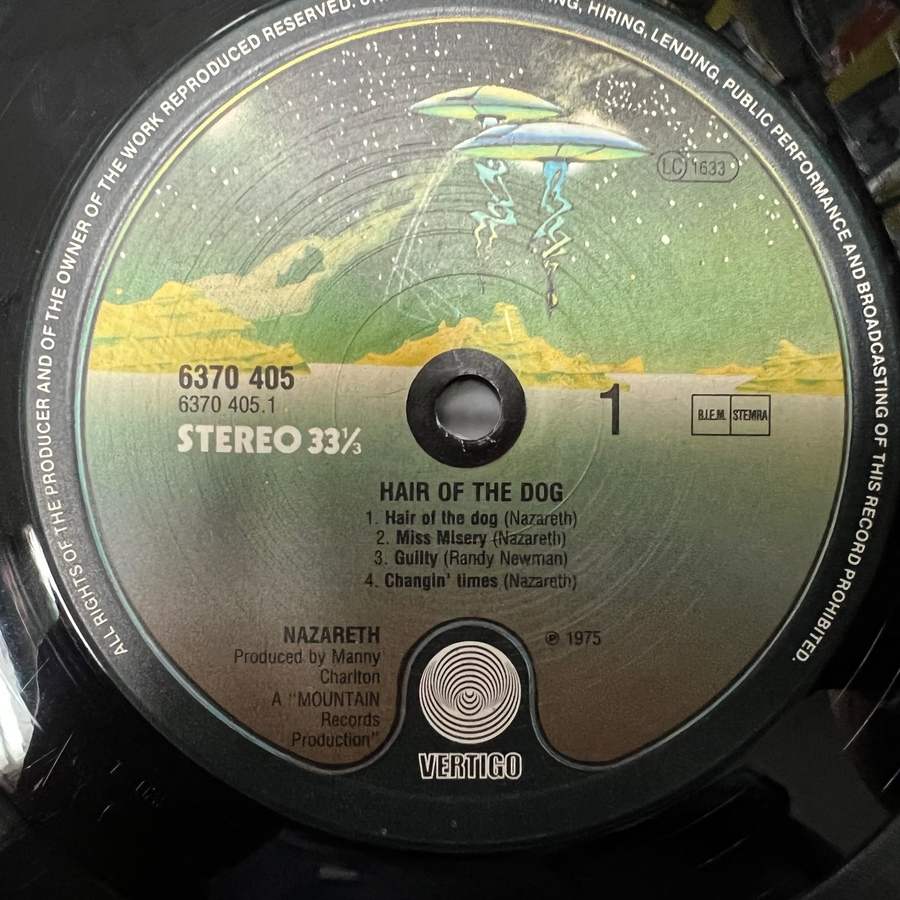 ALL RIGHTS OF THE PRODUCER AND OF THE OWNER OF THE WORK REPRODUCED RESERVED.
HIRING, LENDING, PUBLIC PERFORMANCE AND BROADCASTING OF THIS RECORD PROHIBITED.
LC 1633
6370 405
6370 405.1
STEREO 33⅓
1
B.I.E.M. STEMRA
HAIR OF THE DOG
1. Hair of the dog (Nazareth)
2. Miss Misery (Nazareth)
3. Guilty (Randy Newman)
4. Changin' times (Nazareth)
NAZARETH
Produced by Manny
Charlton
A "MOUNTAIN
Records
Production"
℗ 1975
VERTIGO